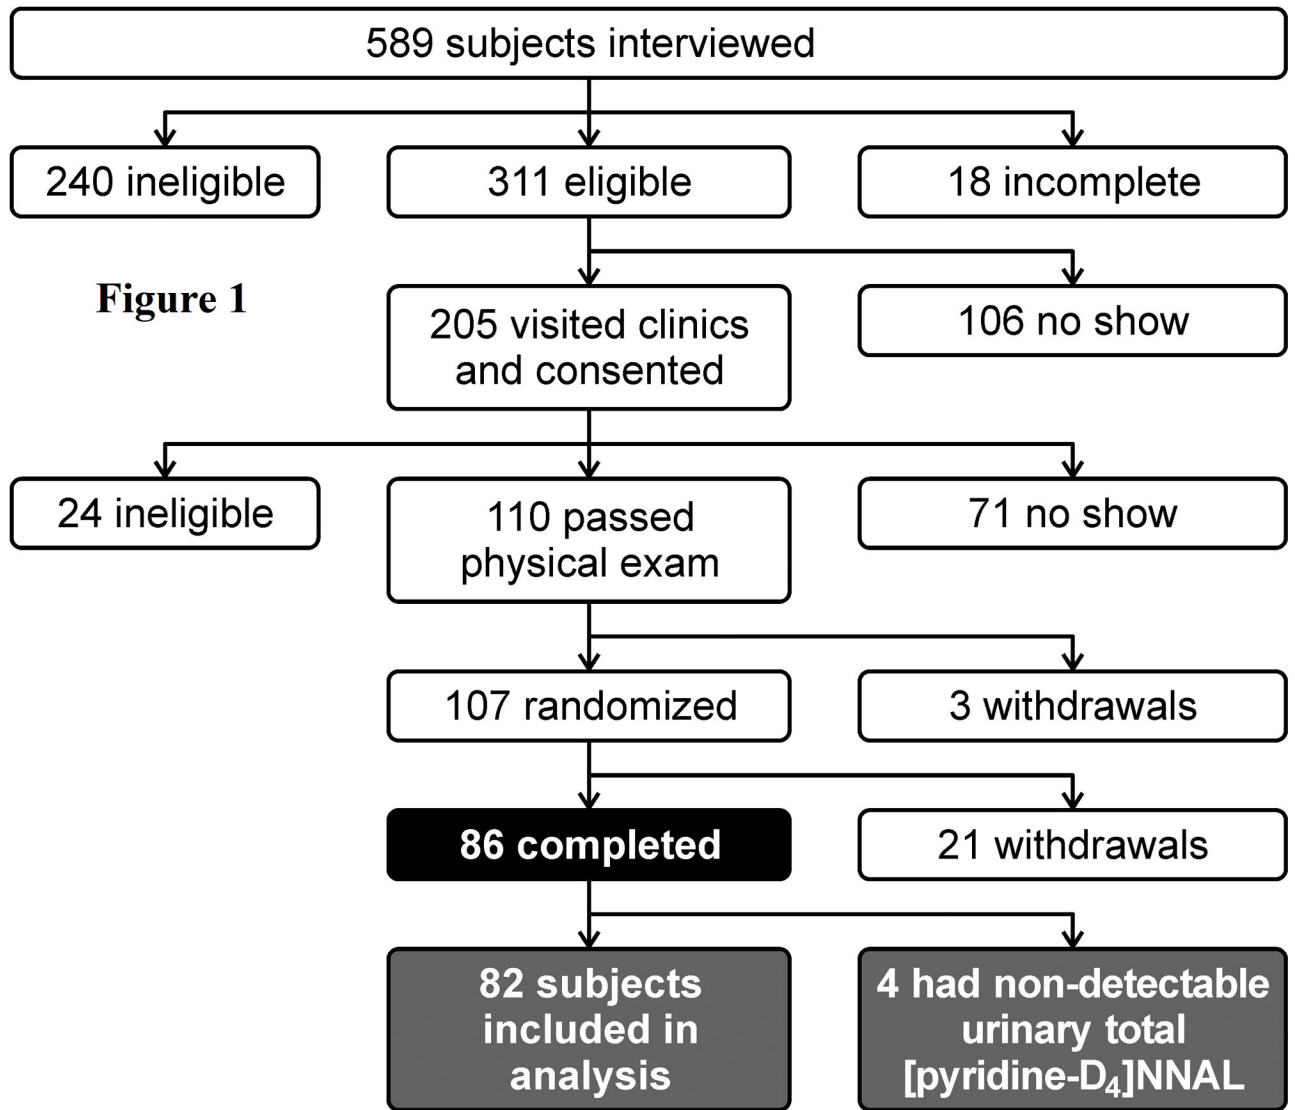 589 subjects interviewed
240 ineligible
311 eligible
18 incomplete
Figure 1
205 visited clinics
and consented
106 no show
24 ineligible
110 passed
physical exam
71 no show
107 randomized
3 withdrawals
86 completed
21 withdrawals
82 subjects
included in
analysis
4 had non-detectable
urinary total
[pyridine-D₄]NNAL